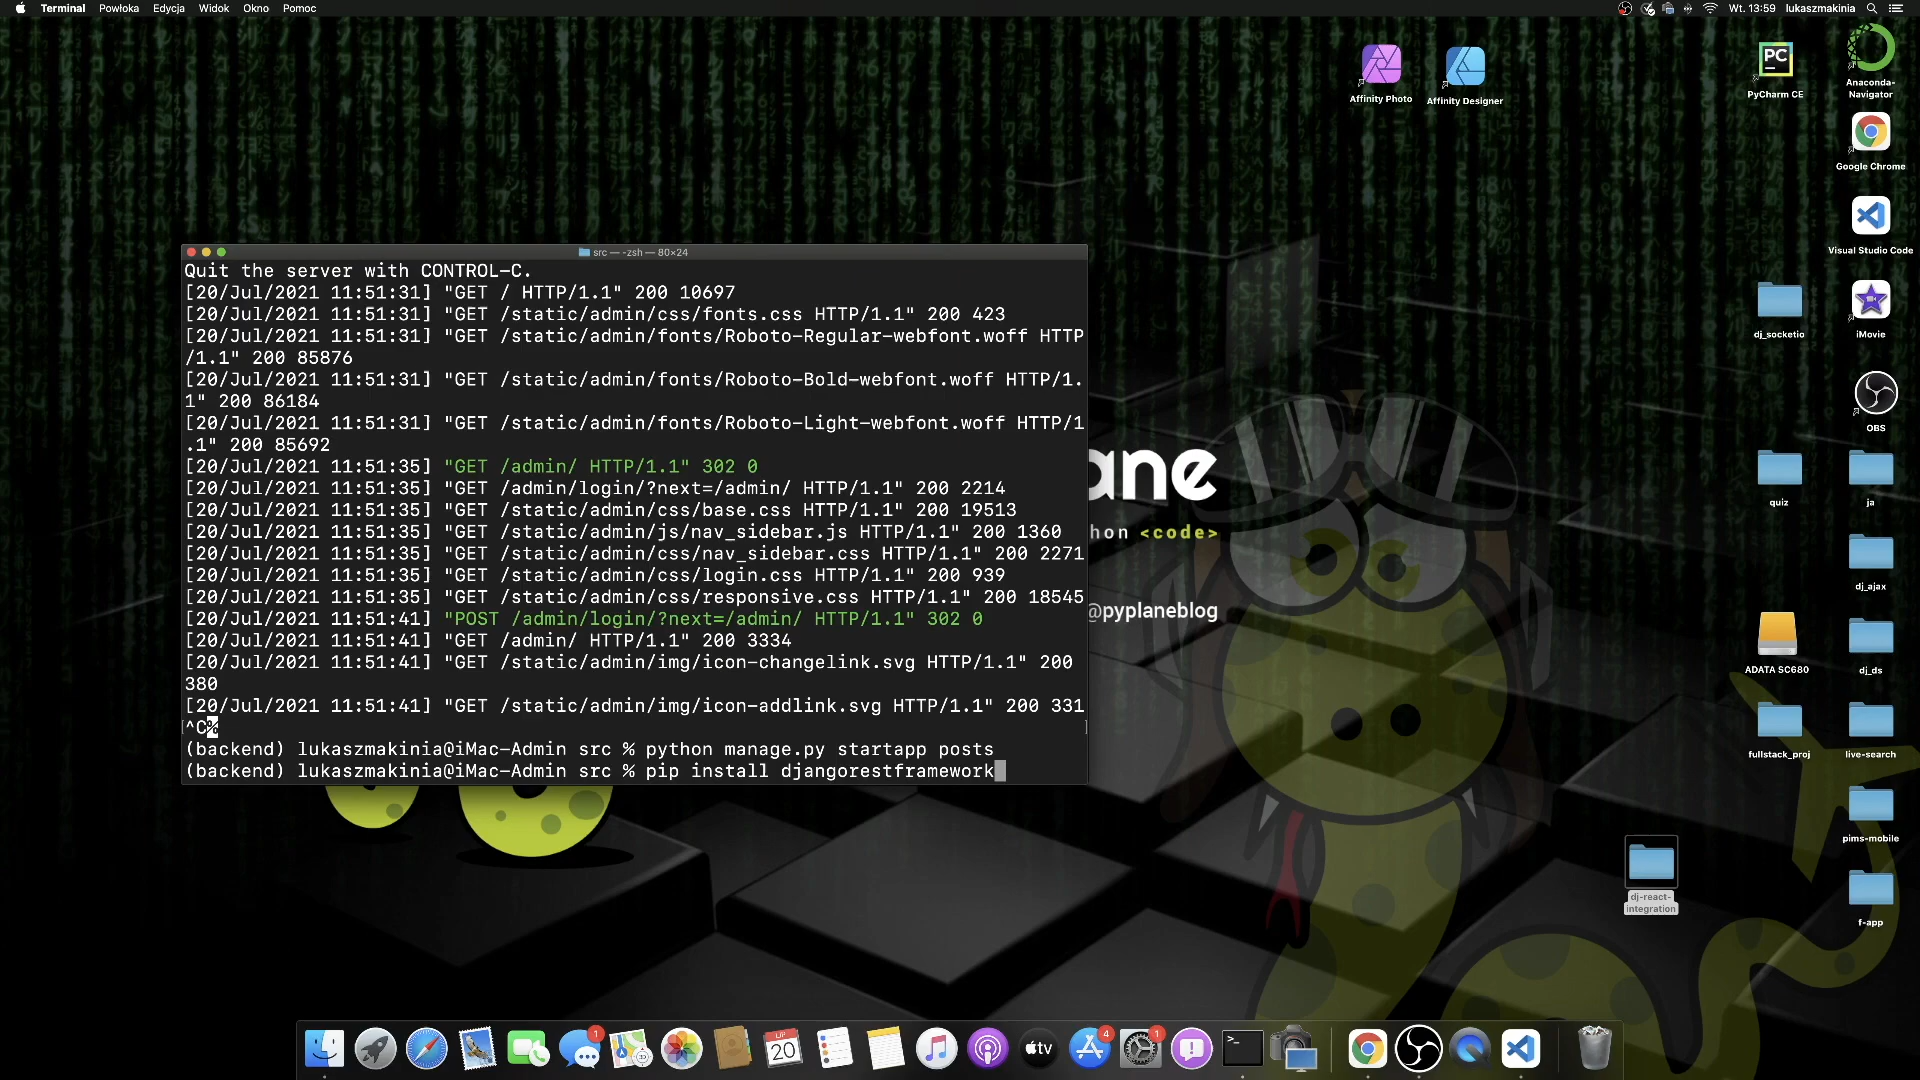 Terminal Powłoka Edycja Widok Okno Pomoc
Wt. 13:59 lukaszmakinia
Affinity Photo
Affinity Designer
PC
PyCharm CE
Anaconda-
Navigator
Google Chrome
Visual Studio Code
dj_socketio
iMovie
OBS
quiz
ja
dj_ajax
ADATA SC680
dj_ds
fullstack_proj
live-search
pims-mobile
dj-react-
integration
f-app
src — -zsh — 80×24
Quit the server with CONTROL-C.
[20/Jul/2021 11:51:31] "GET / HTTP/1.1" 200 10697
[20/Jul/2021 11:51:31] "GET /static/admin/css/fonts.css HTTP/1.1" 200 423
[20/Jul/2021 11:51:31] "GET /static/admin/fonts/Roboto-Regular-webfont.woff HTTP
/1.1" 200 85876
[20/Jul/2021 11:51:31] "GET /static/admin/fonts/Roboto-Bold-webfont.woff HTTP/1.
1" 200 86184
[20/Jul/2021 11:51:31] "GET /static/admin/fonts/Roboto-Light-webfont.woff HTTP/1
.1" 200 85692
[20/Jul/2021 11:51:35] "GET /admin/ HTTP/1.1" 302 0
[20/Jul/2021 11:51:35] "GET /admin/login/?next=/admin/ HTTP/1.1" 200 2214
[20/Jul/2021 11:51:35] "GET /static/admin/css/base.css HTTP/1.1" 200 19513
[20/Jul/2021 11:51:35] "GET /static/admin/js/nav_sidebar.js HTTP/1.1" 200 1360
[20/Jul/2021 11:51:35] "GET /static/admin/css/nav_sidebar.css HTTP/1.1" 200 2271
[20/Jul/2021 11:51:35] "GET /static/admin/css/login.css HTTP/1.1" 200 939
[20/Jul/2021 11:51:35] "GET /static/admin/css/responsive.css HTTP/1.1" 200 18545
[20/Jul/2021 11:51:41] "POST /admin/login/?next=/admin/ HTTP/1.1" 302 0
[20/Jul/2021 11:51:41] "GET /admin/ HTTP/1.1" 200 3334
[20/Jul/2021 11:51:41] "GET /static/admin/img/icon-changelink.svg HTTP/1.1" 200
380
[20/Jul/2021 11:51:41] "GET /static/admin/img/icon-addlink.svg HTTP/1.1" 200 331
^C%
(backend) lukaszmakinia@iMac-Admin src % python manage.py startapp posts
(backend) lukaszmakinia@iMac-Admin src % pip install djangorestframework
ane
hon <code>
@pyplaneblog
1
LIP
20
tv
4
1